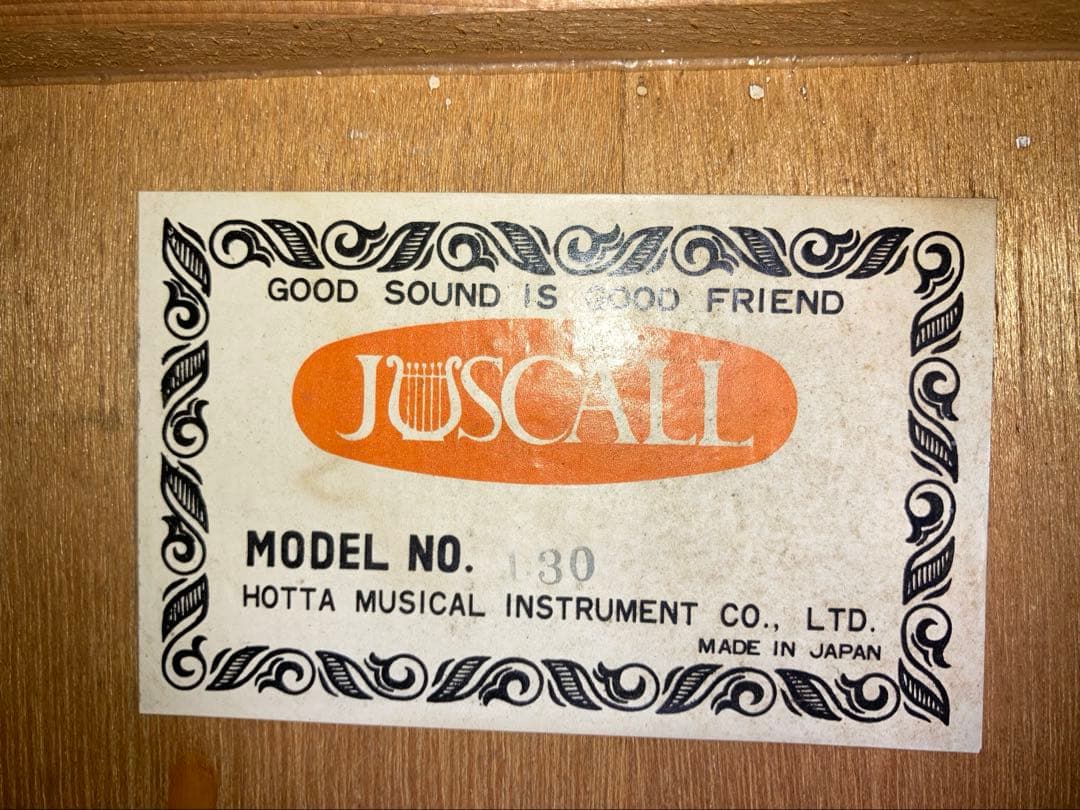 GOOD SOUND IS GOOD FRIEND
JUSCALL
MODEL NO. 130
HOTTA MUSICAL INSTRUMENT CO., LTD.
MADE IN JAPAN